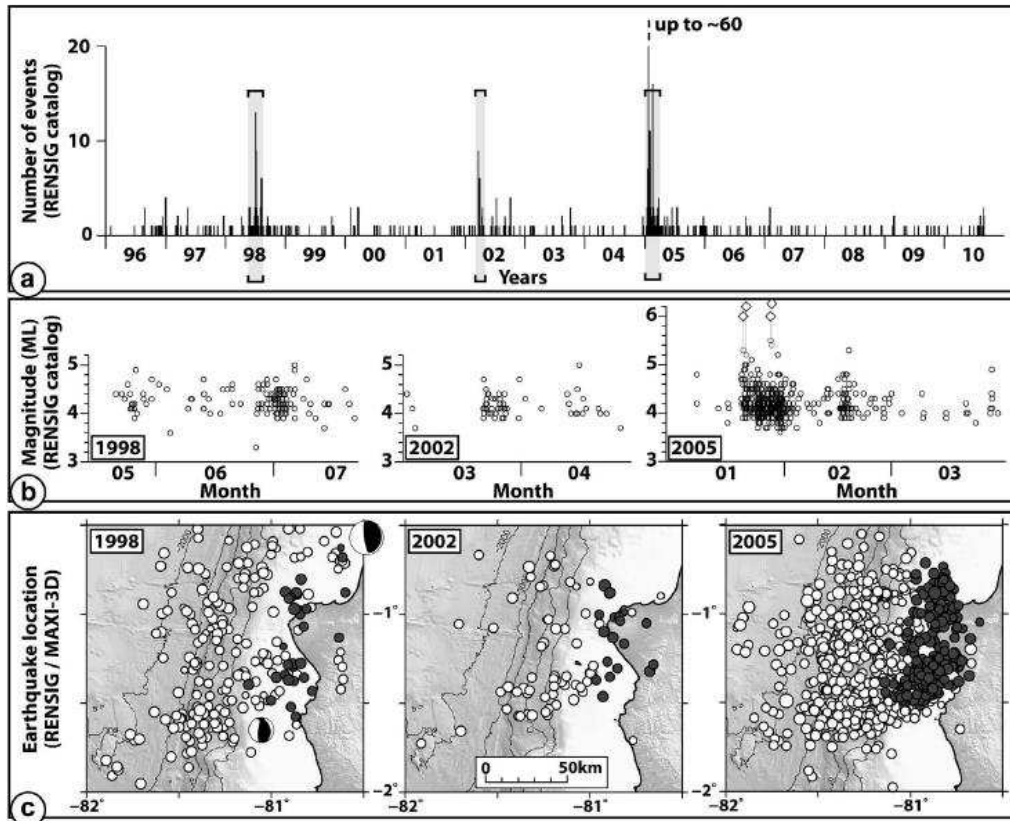 up to ~60
Number of events
(RENSIG catalog)
20
10
0
96 97 98 99 00 01 02 03 04 05 06 07 08 09 10
Years
a
Magnitude (ML)
(RENSIG catalog)
5
4
3
1998
05 06 07
Month
5
4
3
2002
03 04
Month
6
5
4
3
2005
01 02 03
Month
b
Earthquake location
(RENSIG / MAXI-3D)
1998
2002
2005
−1°
−1°
0 50km
−2°
−2°
−82° −81° −82° −81° −82° −81°
c